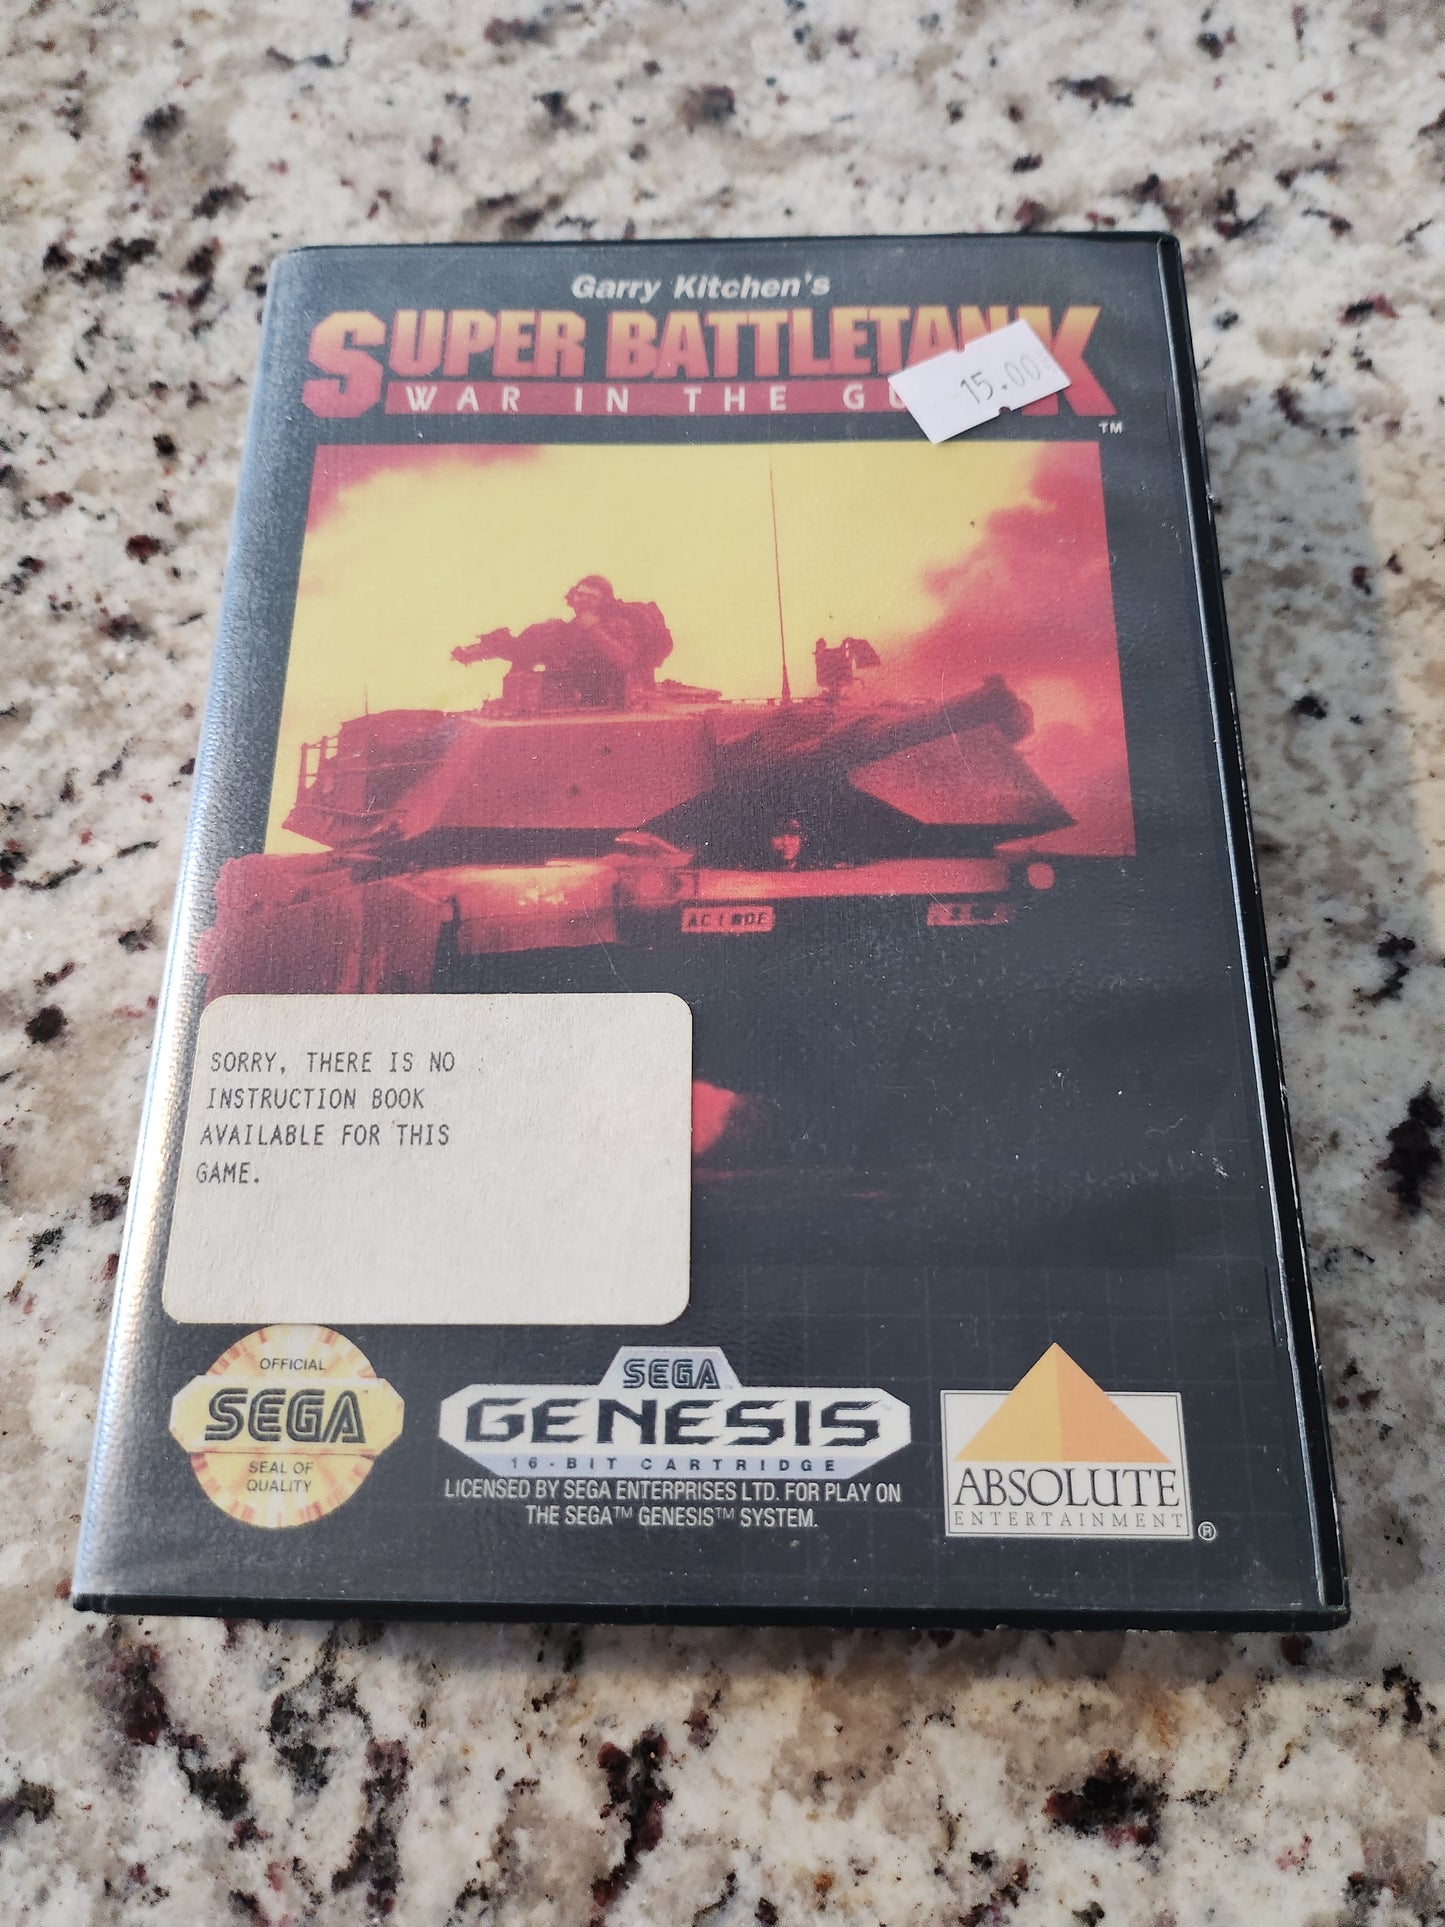 Garry Kitchen's
SUPER BATTLETANK
WAR IN THE
15.00
TM
SORRY, THERE IS NO
INSTRUCTION BOOK
AVAILABLE FOR THIS
GAME.
OFFICIAL
SEGA
SEAL OF
QUALITY
SEGA
GENESIS
16-BIT CARTRIDGE
LICENSED BY SEGA ENTERPRISES LTD. FOR PLAY ON
THE SEGA™ GENESIS™ SYSTEM.
ABSOLUTE
ENTERTAINMENT ®